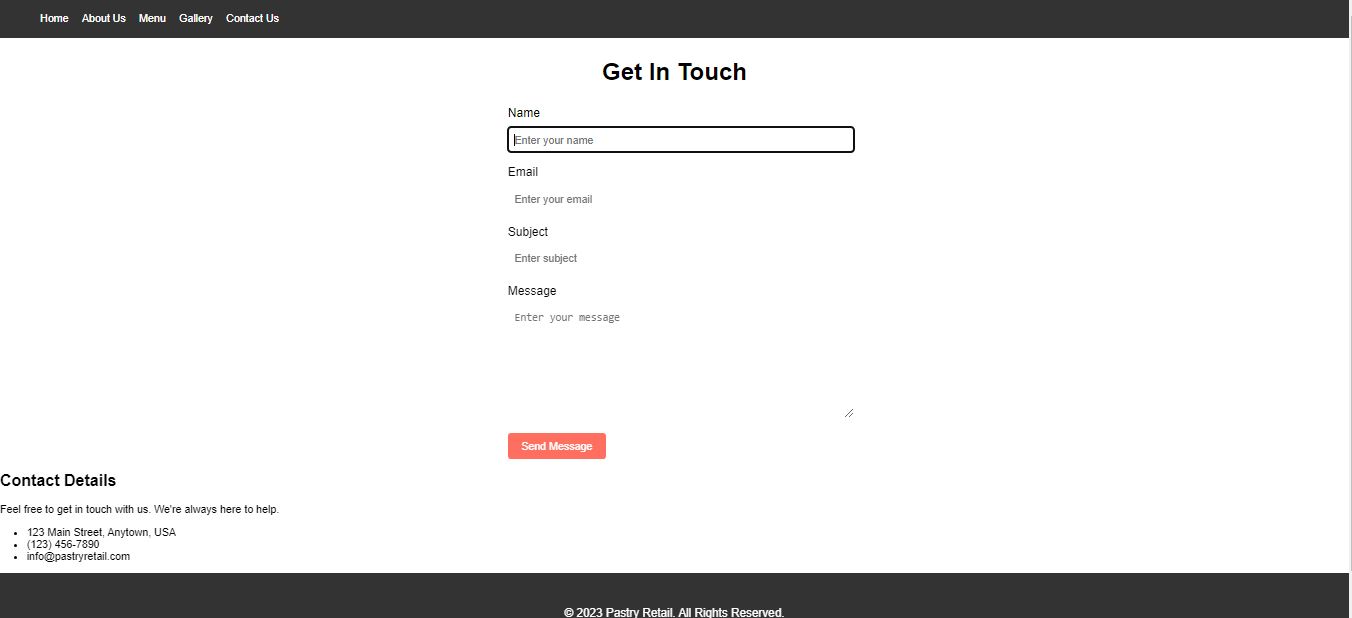 Home About Us Menu Gallery Contact Us
Get In Touch
Name
Enter your name
Email
Enter your email
Subject
Enter subject
Message
Enter your message
Send Message
Contact Details
Feel free to get in touch with us. We're always here to help.
123 Main Street, Anytown, USA
(123) 456-7890
info@pastryretail.com
© 2023 Pastry Retail. All Rights Reserved.